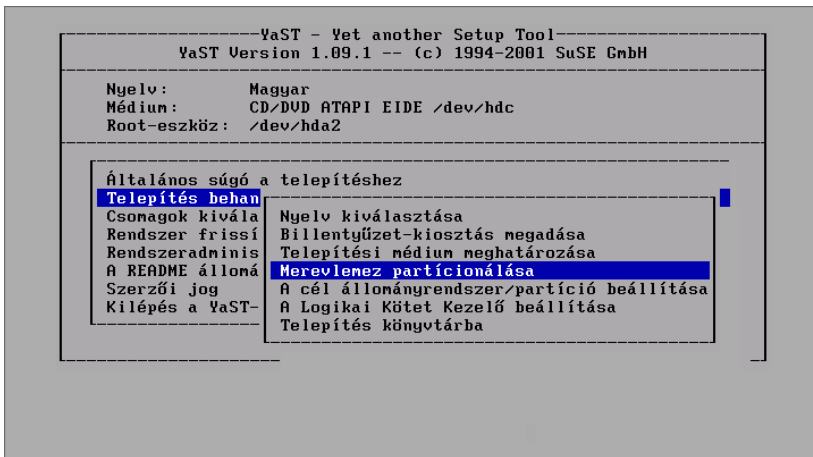 YaST - Yet another Setup Tool
YaST Version 1.09.1 -- (c) 1994-2001 SuSE GmbH
Nyelv: Magyar
Médium: CD/DVD ATAPI EIDE /dev/hdc
Root-eszköz: /dev/hda2
Általános súgó a telepítéshez
Telepítés behan
Csomagok kivála
Rendszer frissí
Rendszeradminis
A README állomá
Szerzői jog
Kilépés a YaST-
Nyelv kiválasztása
Billentyűzet-kiosztás megadása
Telepítési médium meghatározása
Merevlemez partícionálása
A cél állományrendszer/partíció beállítása
A Logikai Kötet Kezelő beállítása
Telepítés könyvtárba